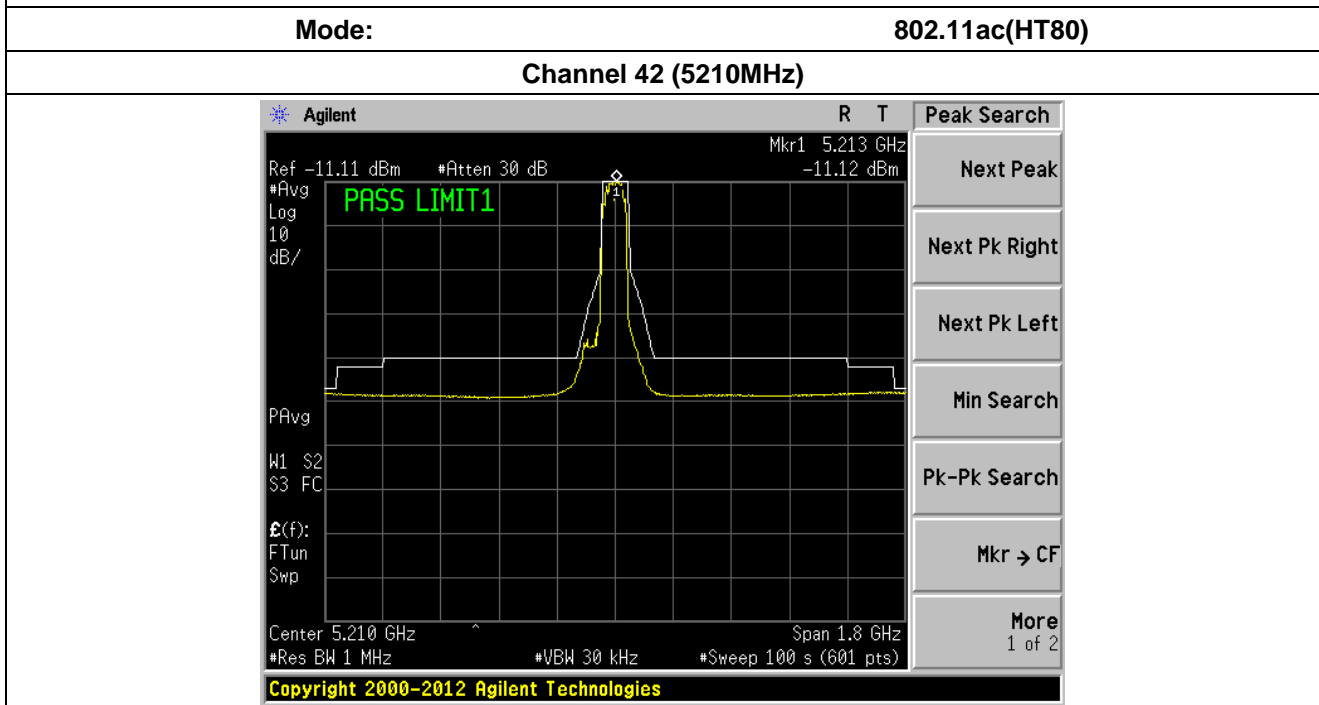 Mode: 802.11ac(HT80)
Channel 42 (5210MHz)
Agilent R T Peak Search
Mkr1 5.213 GHz
Ref -11.11 dBm #Atten 30 dB -11.12 dBm
#Avg
Log
10
dB/
PASS LIMIT1
1
PAvg
W1 S2
S3 FC
£(f):
FTun
Swp
Center 5.210 GHz ^ Span 1.8 GHz
#Res BW 1 MHz #VBW 30 kHz #Sweep 100 s (601 pts)
Copyright 2000-2012 Agilent Technologies
Next Peak
Next Pk Right
Next Pk Left
Min Search
Pk-Pk Search
Mkr → CF
More
1 of 2